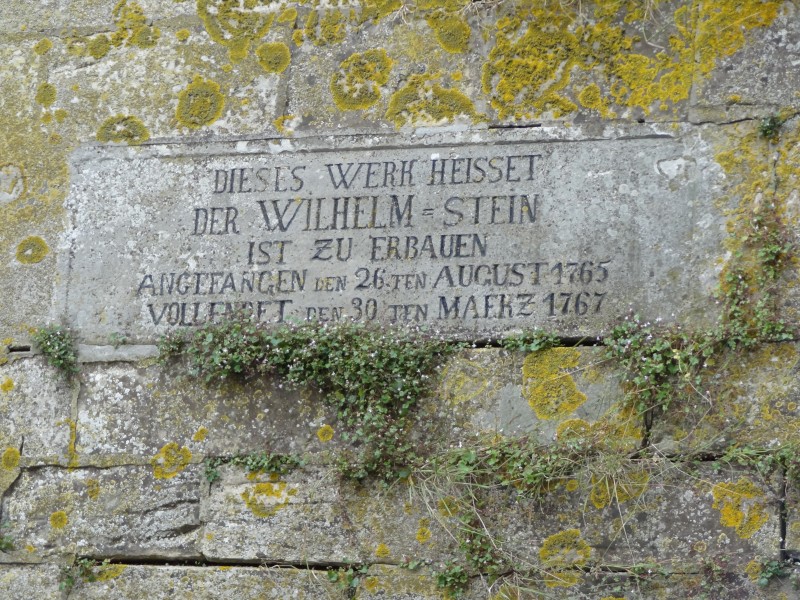 DIESES WERK HEISSET
DER WILHELM=STEIN
IST ZU ERBAUEN
ANGEFANGEN DEN 26.TEN AUGUST 1765
VOLLENDET DEN 30 TEN MAERZ 1767